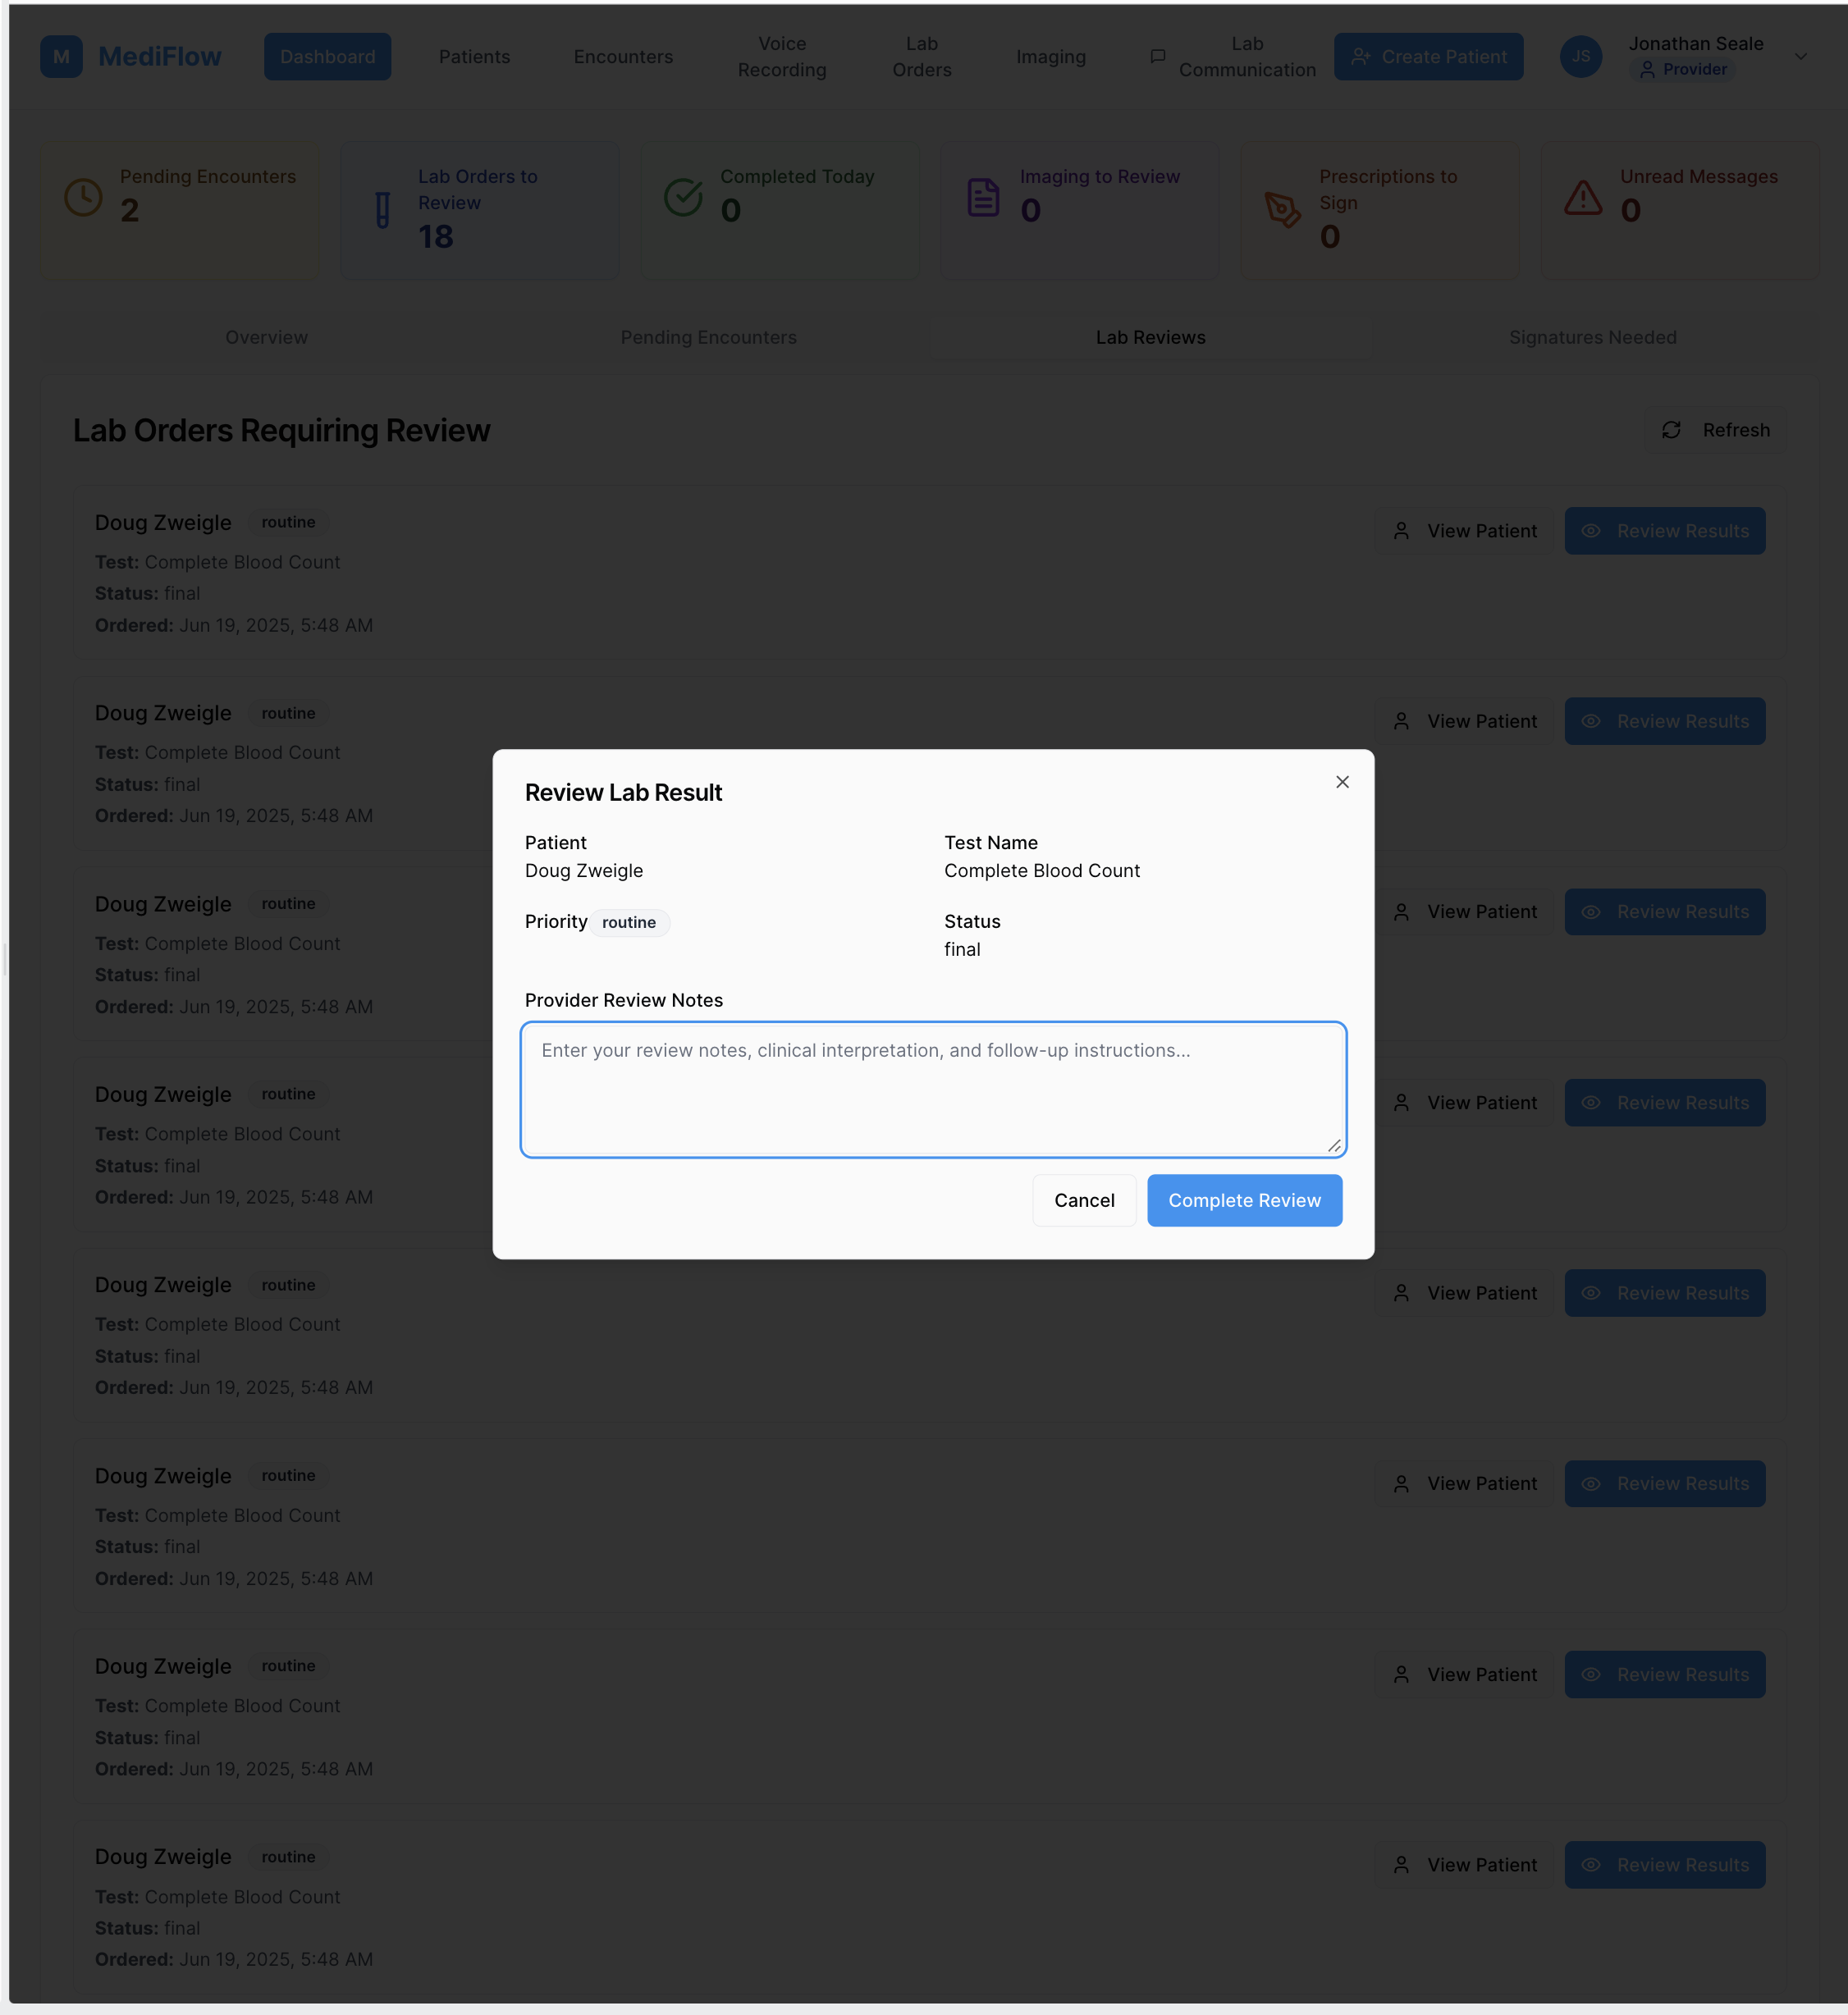 M MediFlow Dashboard Patients Encounters Voice Recording Lab Orders Imaging Lab Communication Create Patient JS Jonathan Seale Provider
Pending Encounters
2
Lab Orders to Review
18
Completed Today
0
Imaging to Review
0
Prescriptions to Sign
0
Unread Messages
0
Overview Pending Encounters Lab Reviews Signatures Needed
Lab Orders Requiring Review Refresh
Doug Zweigle routine View Patient Review Results
Test: Complete Blood Count
Status: final
Ordered: Jun 19, 2025, 5:48 AM
Doug Zweigle routine View Patient Review Results
Test: Complete Blood Count
Status: final
Ordered: Jun 19, 2025, 5:48 AM
Doug Zweigle routine View Patient Review Results
Test: Complete Blood Count
Status: final
Ordered: Jun 19, 2025, 5:48 AM
Doug Zweigle routine View Patient Review Results
Test: Complete Blood Count
Status: final
Ordered: Jun 19, 2025, 5:48 AM
Review Lab Result
Patient
Doug Zweigle
Test Name
Complete Blood Count
Priority routine
Status
final
Provider Review Notes
Enter your review notes, clinical interpretation, and follow-up instructions...
Cancel Complete Review
Doug Zweigle routine View Patient Review Results
Test: Complete Blood Count
Status: final
Ordered: Jun 19, 2025, 5:48 AM
Doug Zweigle routine View Patient Review Results
Test: Complete Blood Count
Status: final
Ordered: Jun 19, 2025, 5:48 AM
Doug Zweigle routine View Patient Review Results
Test: Complete Blood Count
Status: final
Ordered: Jun 19, 2025, 5:48 AM
Doug Zweigle routine View Patient Review Results
Test: Complete Blood Count
Status: final
Ordered: Jun 19, 2025, 5:48 AM